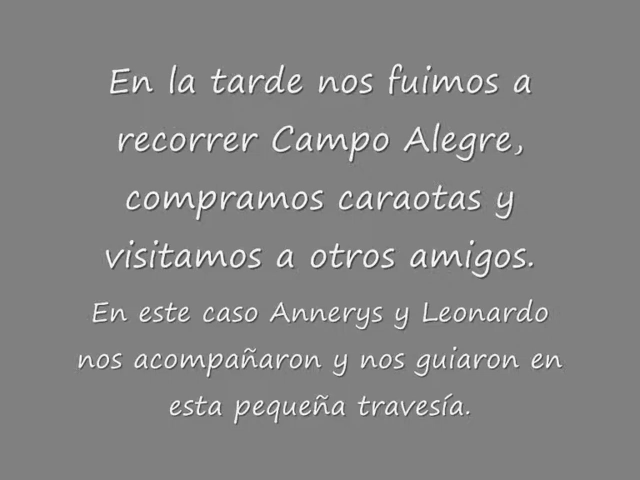 En la tarde nos fuimos a
recorrer Campo Alegre,
compramos caraotas y
visitamos a otros amigos.
En este caso Annerys y Leonardo
nos acompañaron y nos guiaron en
esta pequeña travesía.